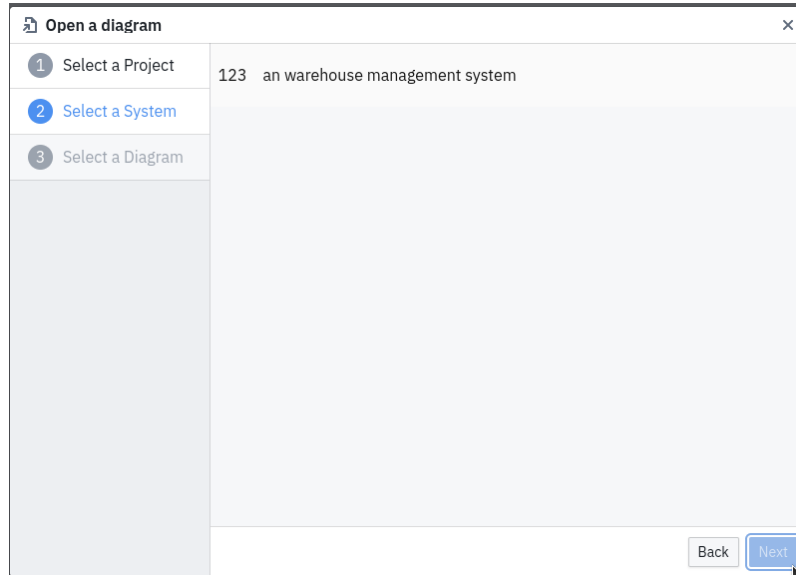 Open a diagram
1 Select a Project
2 Select a System
3 Select a Diagram
123 an warehouse management system
Back Next